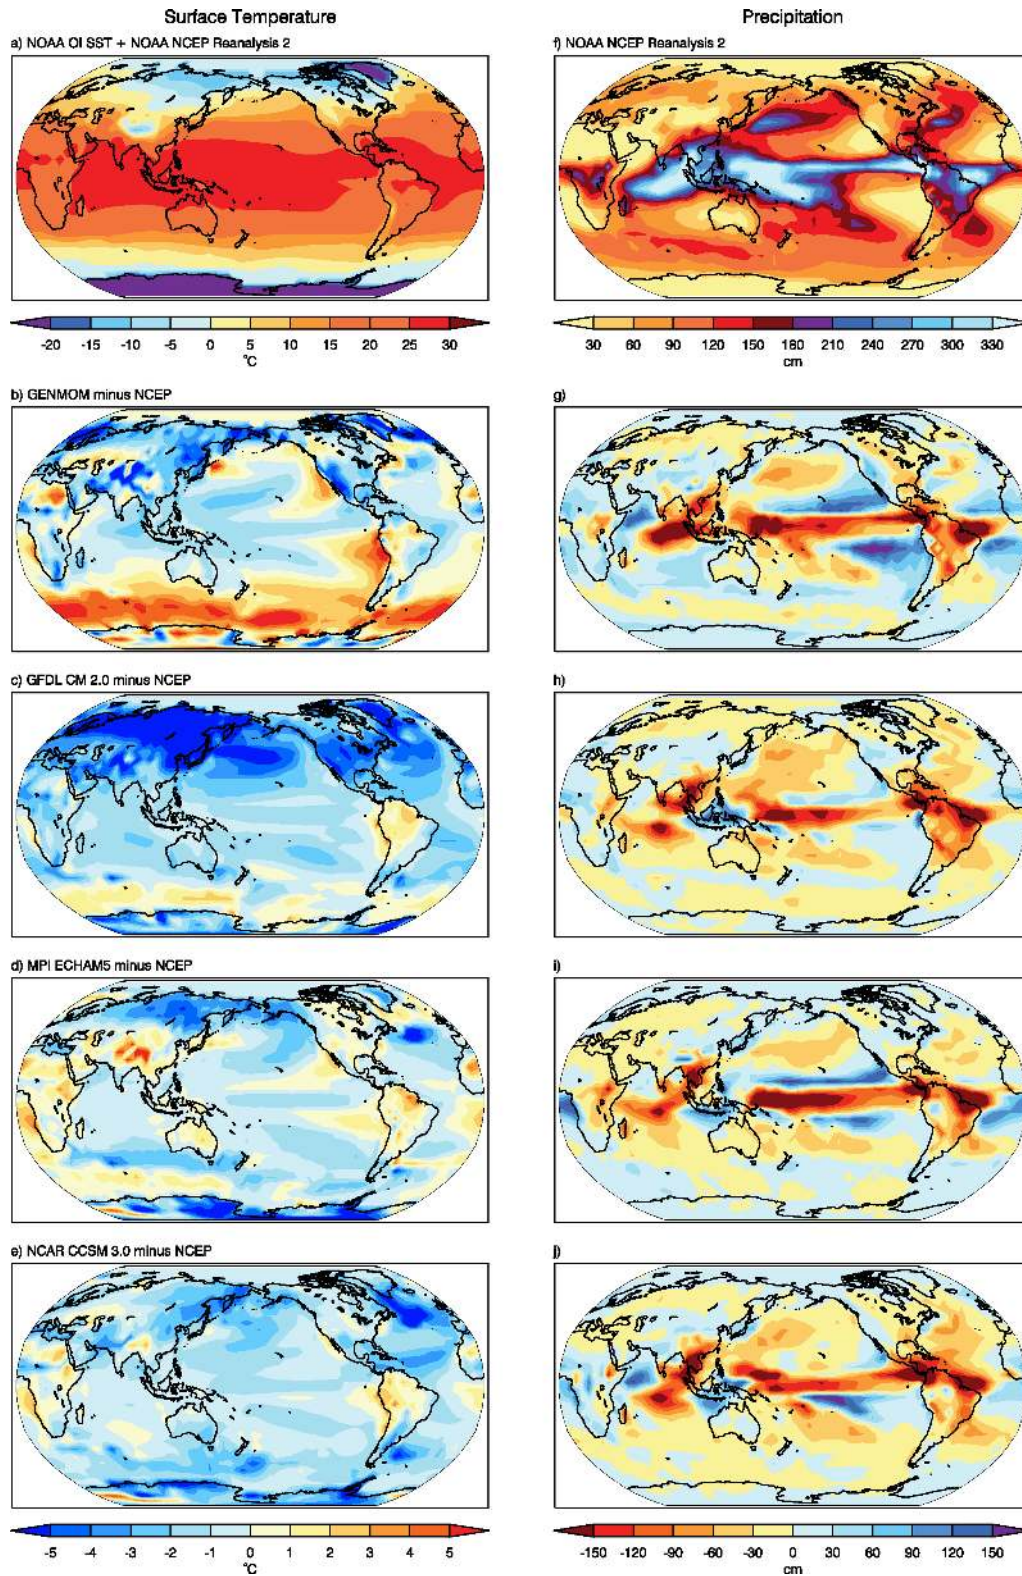 Surface Temperature
Precipitation
a) NOAA OI SST + NOAA NCEP Reanalysis 2
f) NOAA NCEP Reanalysis 2
-20 -15 -10 -5 0 5 10 15 20 25 30
°C
30 60 90 120 150 180 210 240 270 300 330
cm
b) GENMOM minus NCEP
g)
c) GFDL CM 2.0 minus NCEP
h)
d) MPI ECHAM5 minus NCEP
i)
e) NCAR CCSM 3.0 minus NCEP
j)
-5 -4 -3 -2 -1 0 1 2 3 4 5
°C
-150 -120 -90 -60 -30 0 30 60 90 120 150
cm